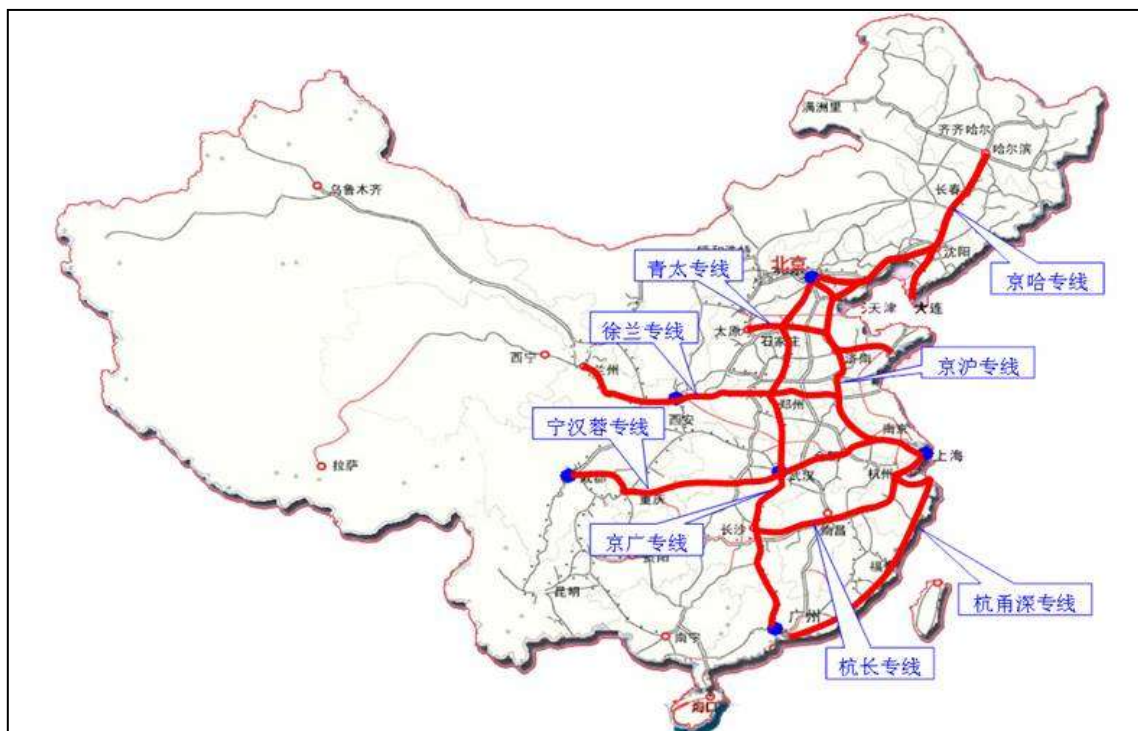 满洲里
齐齐哈尔
哈尔滨
长春
乌鲁木齐
沈阳
北京
京哈专线
青太专线
天津
大连
太原
石家庄
徐兰专线
西宁
兰州
济南
京沪专线
郑州
西安
宁汉蓉专线
南京
上海
拉萨
成都
武汉
杭州
重庆
长沙
南昌
京广专线
昆明
杭甬深专线
广州
南宁
杭长专线
海口